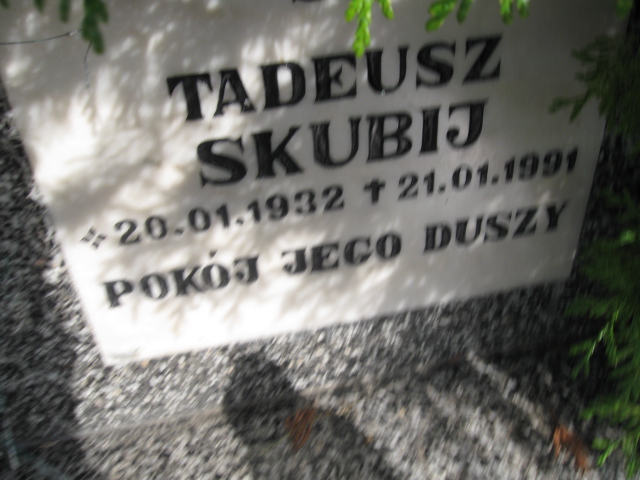 TADEUSZ
SKUBIJ
* 20.01.1932 ✝ 21.01.1991
POKÓJ JEGO DUSZY